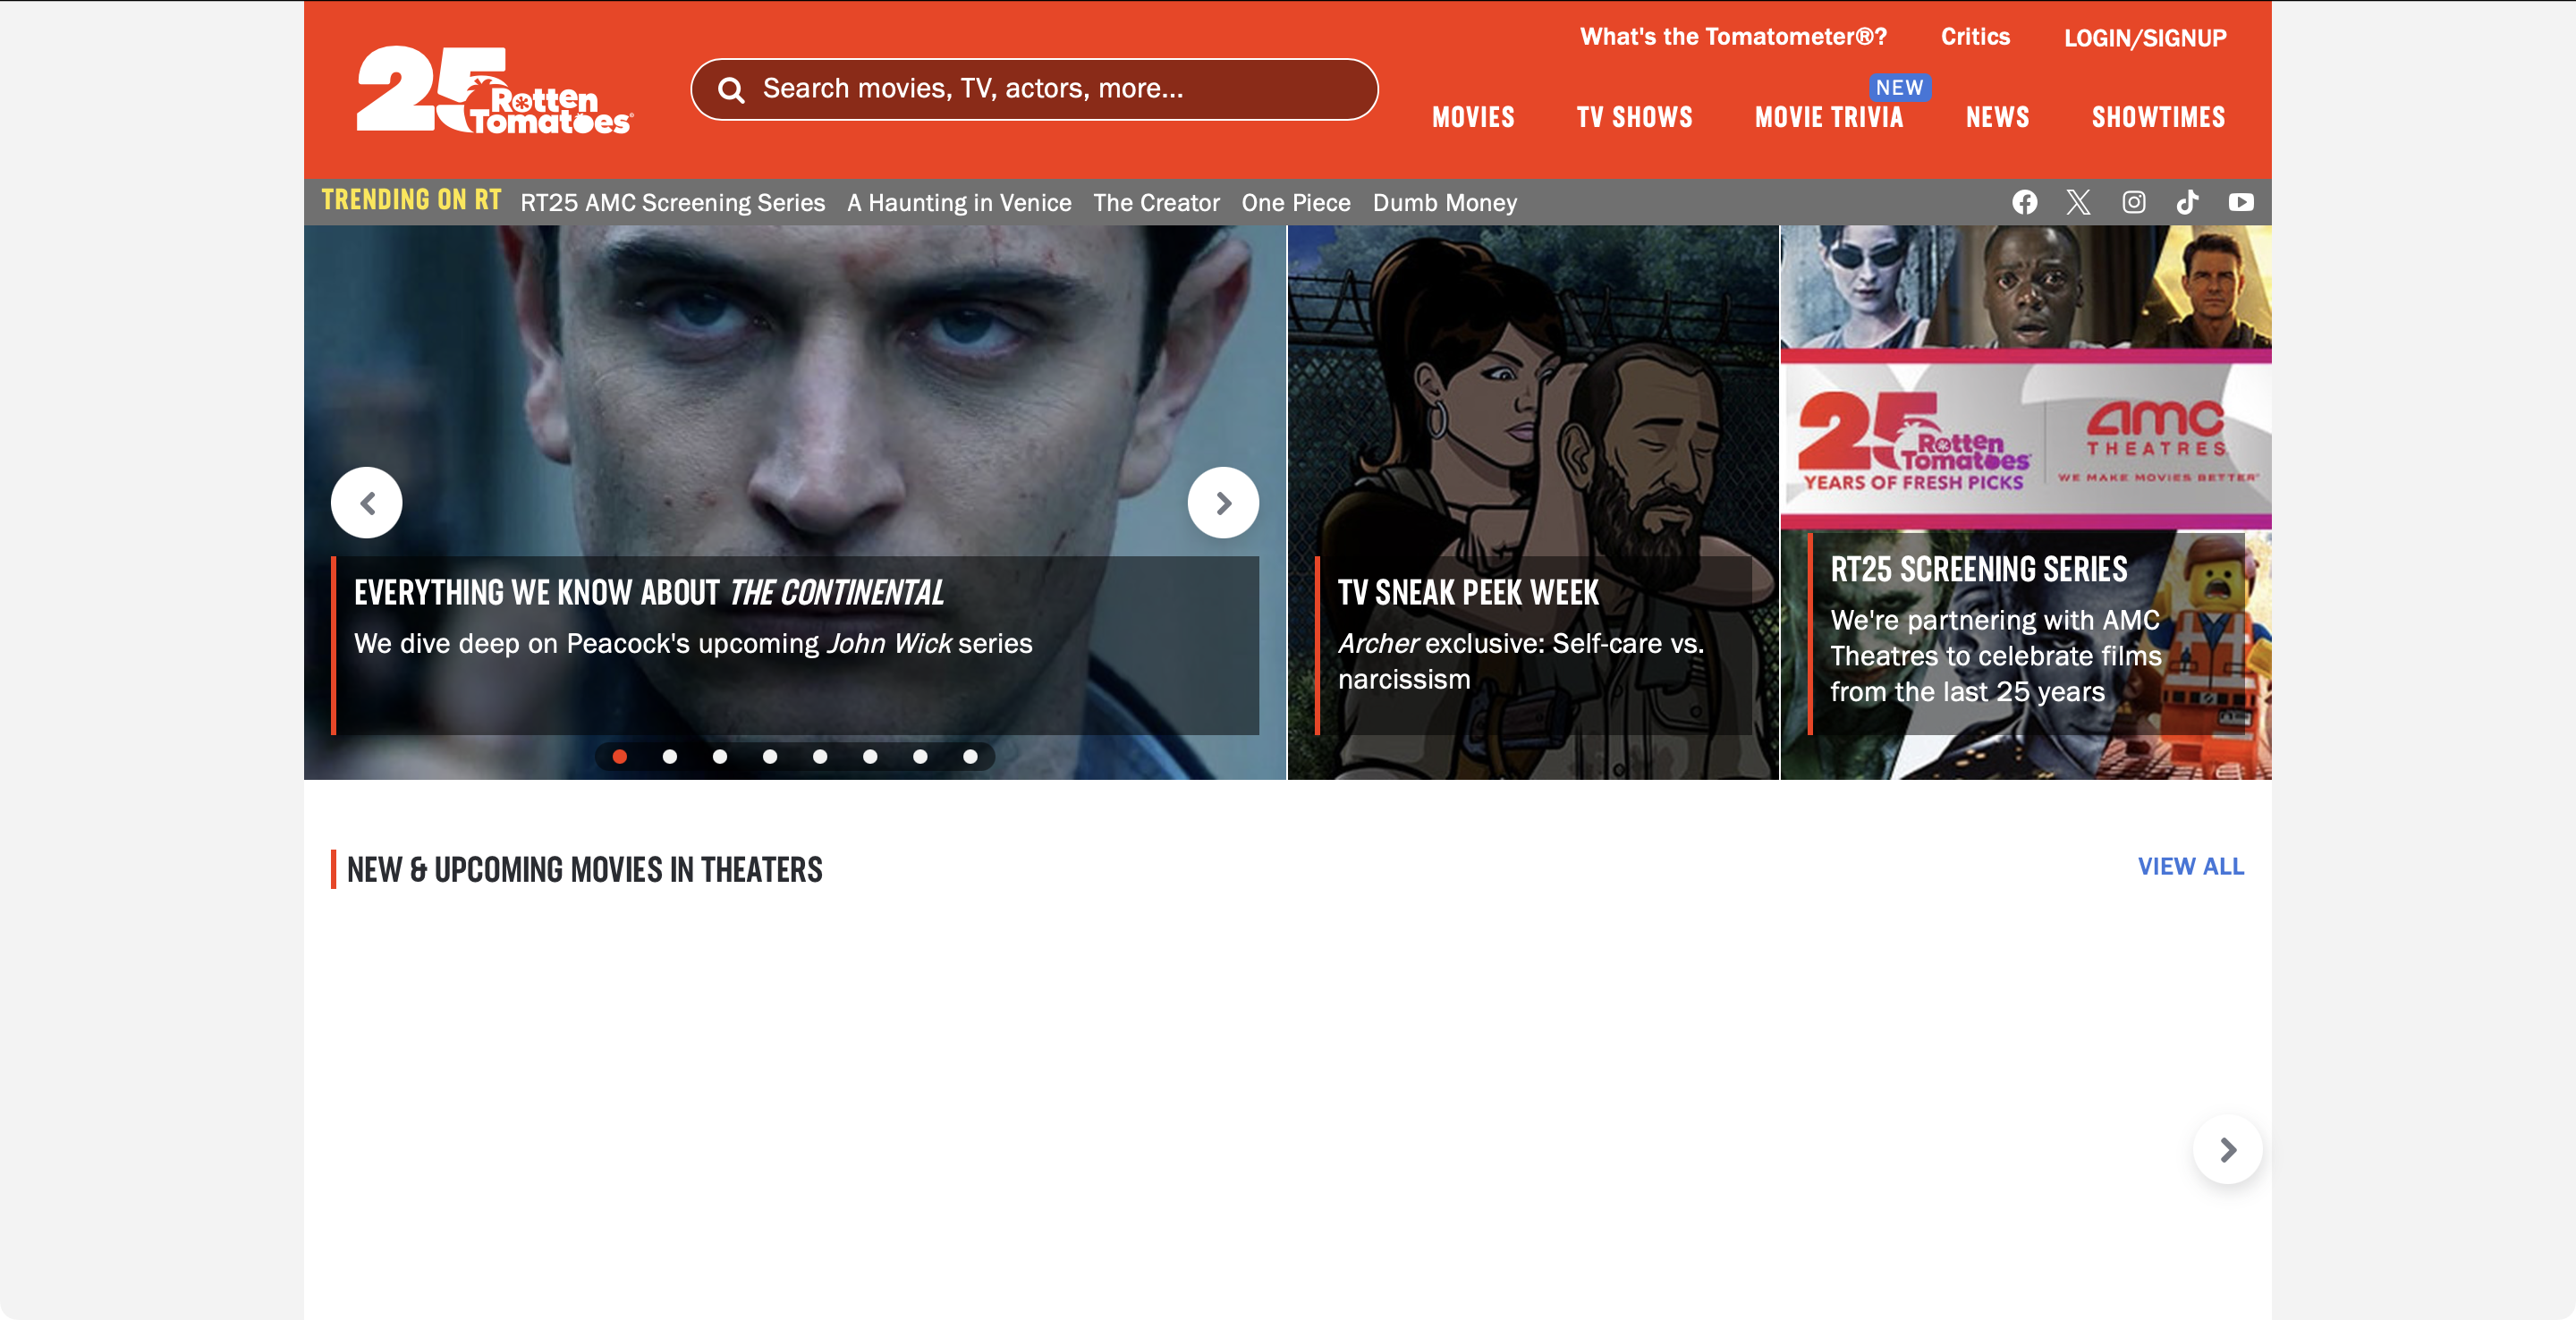 What's the Tomatometer®? Critics LOGIN/SIGNUP
25 Rotten Tomatoes
Search movies, TV, actors, more...
NEW
MOVIES TV SHOWS MOVIE TRIVIA NEWS SHOWTIMES
TRENDING ON RT RT25 AMC Screening Series A Haunting in Venice The Creator One Piece Dumb Money
EVERYTHING WE KNOW ABOUT THE CONTINENTAL
We dive deep on Peacock's upcoming John Wick series
TV SNEAK PEEK WEEK
Archer exclusive: Self-care vs.
narcissism
25 Rotten Tomatoes
YEARS OF FRESH PICKS
amc
THEATRES
WE MAKE MOVIES BETTER
RT25 SCREENING SERIES
We're partnering with AMC
Theatres to celebrate films
from the last 25 years
NEW & UPCOMING MOVIES IN THEATERS
VIEW ALL